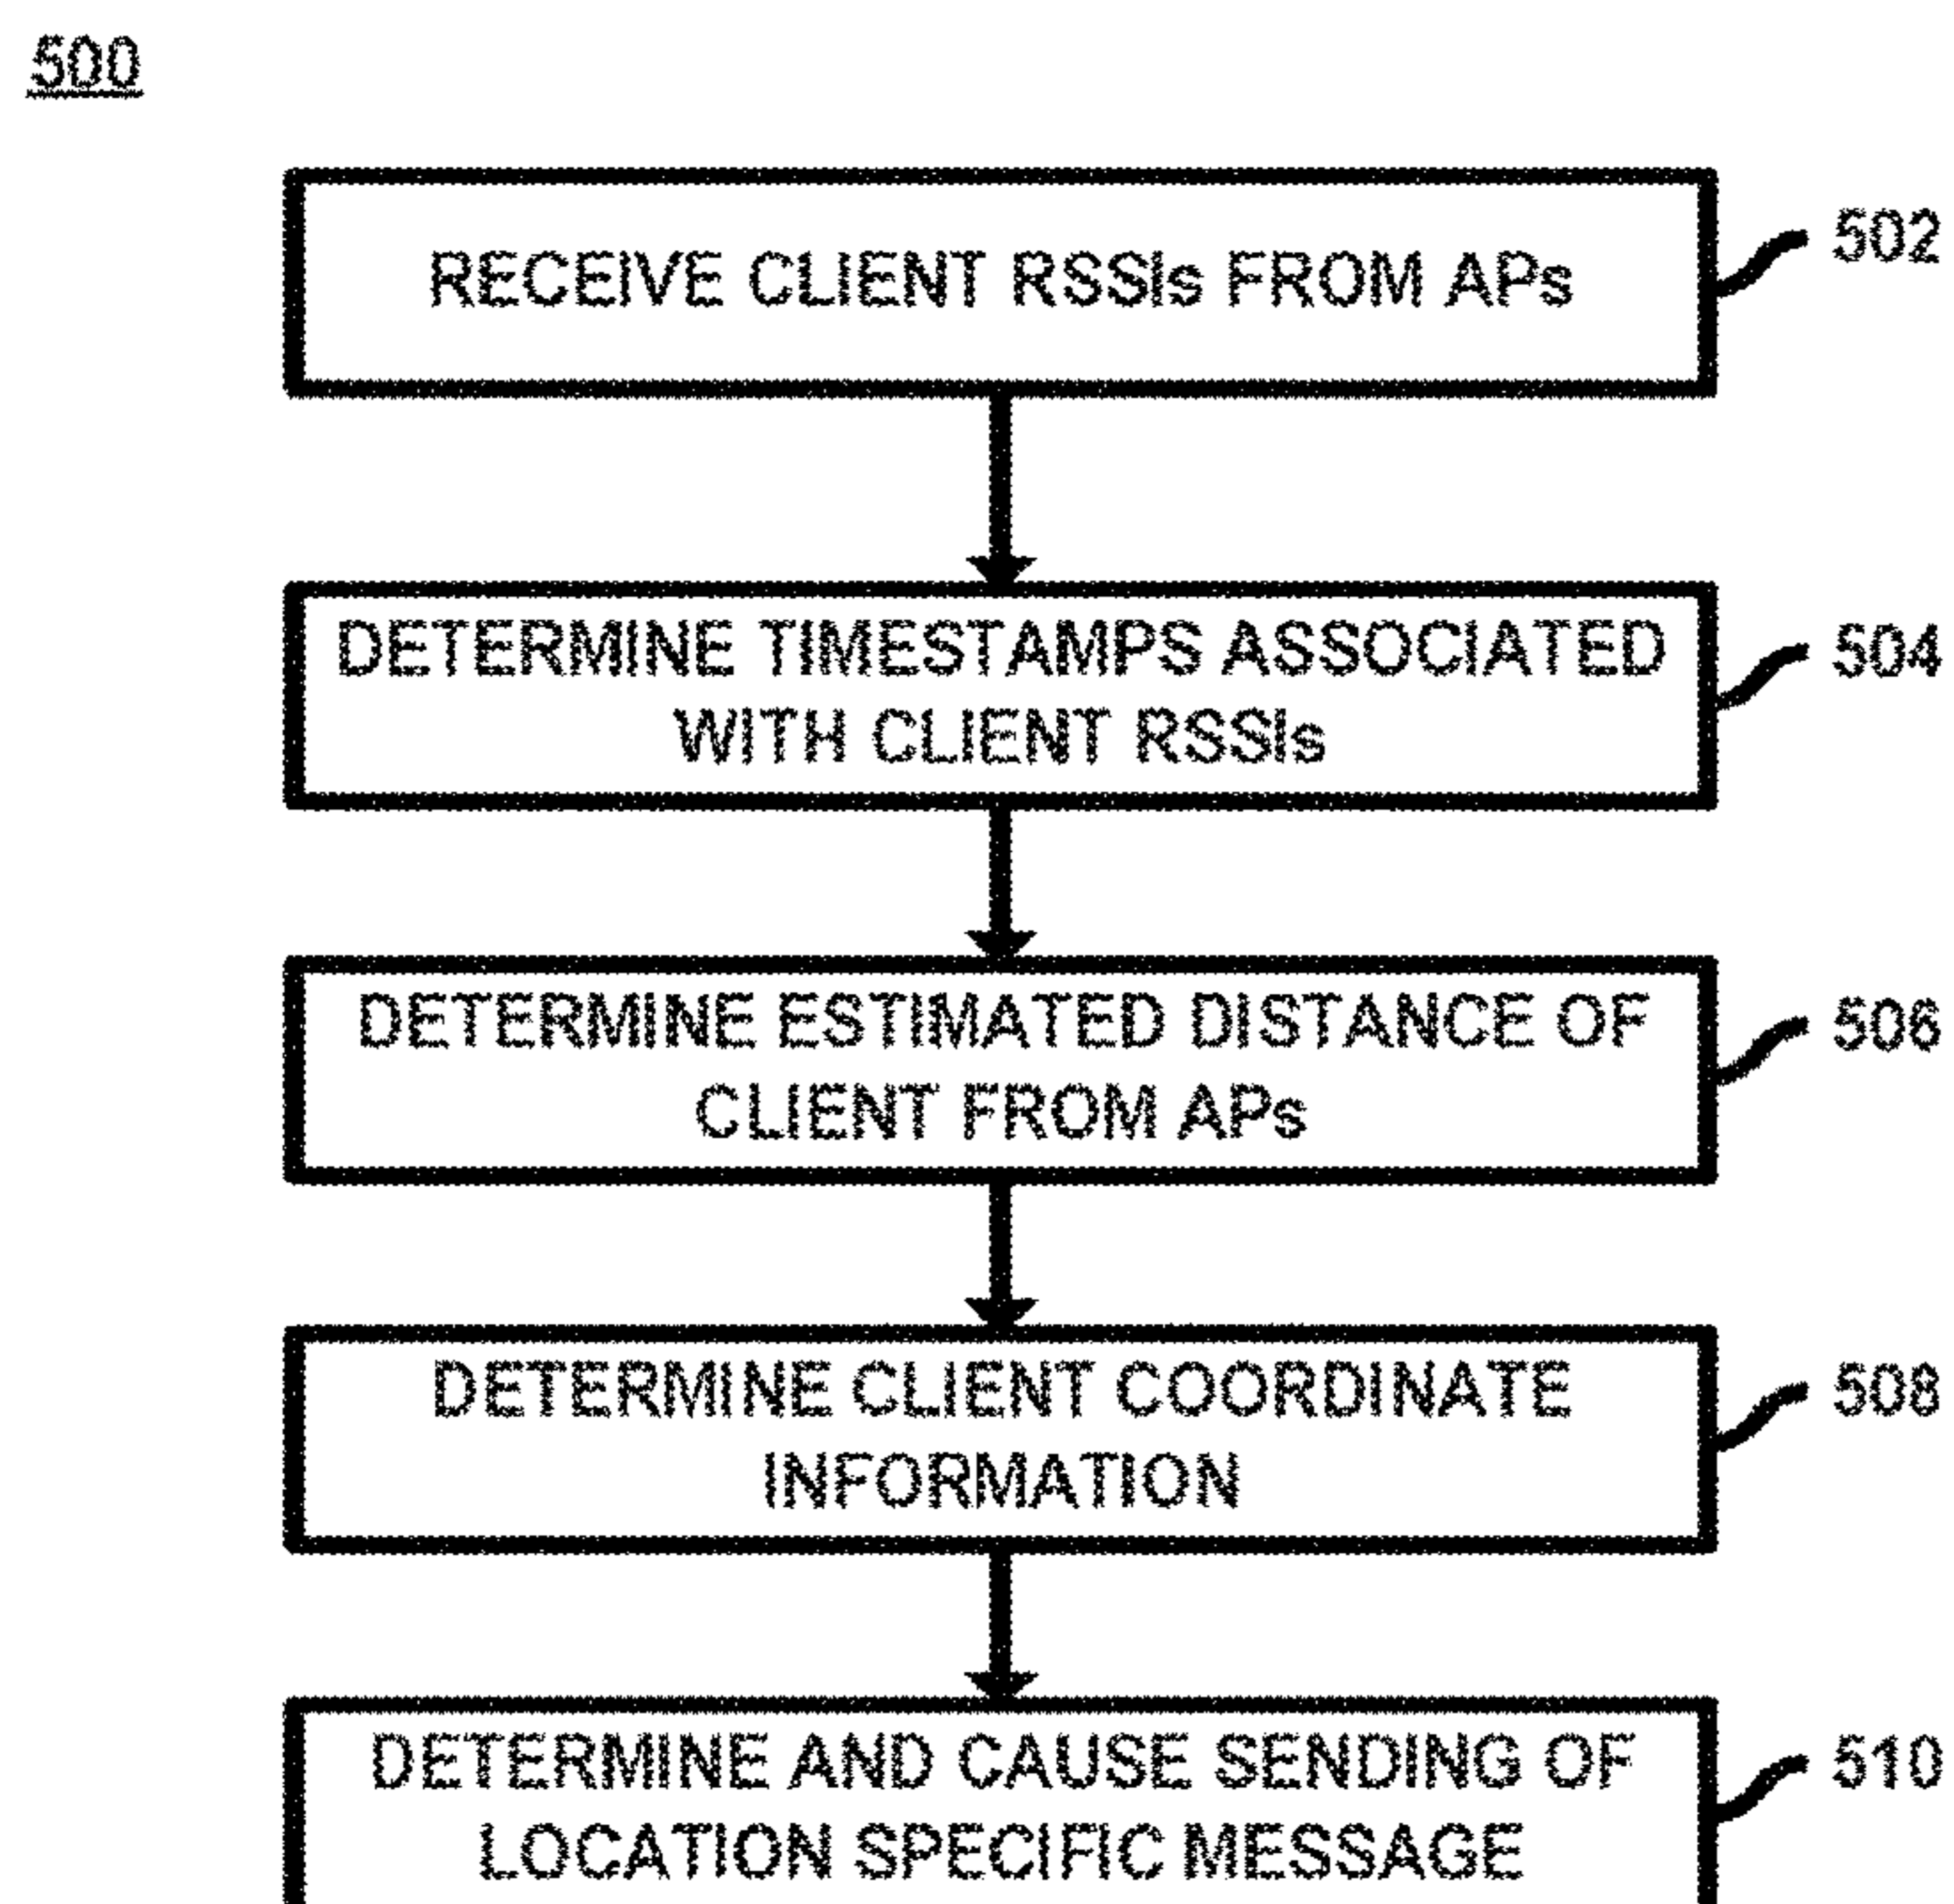 500
RECEIVE CLIENT RSSIs FROM APs
502
DETERMINE TIMESTAMPS ASSOCIATED
WITH CLIENT RSSIs
504
DETERMINE ESTIMATED DISTANCE OF
CLIENT FROM APs
506
DETERMINE CLIENT COORDINATE
INFORMATION
508
DETERMINE AND CAUSE SENDING OF
LOCATION SPECIFIC MESSAGE
510